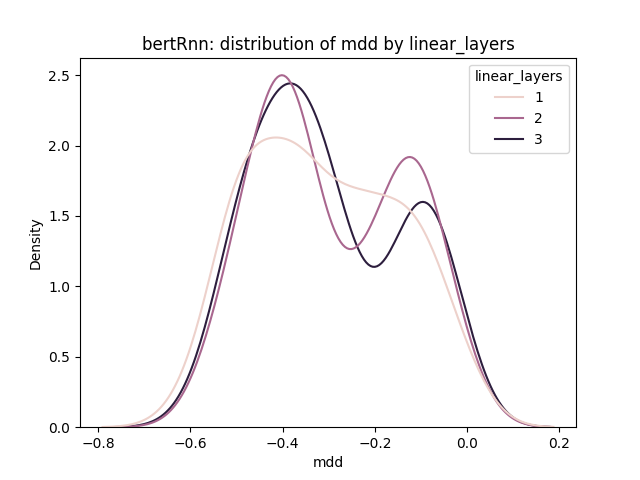 bertRnn: distribution of mdd by linear_layers
linear_layers
1
2
3
Density
2.5
2.0
1.5
1.0
0.5
0.0
−0.8 −0.6 −0.4 −0.2 0.0 0.2
mdd